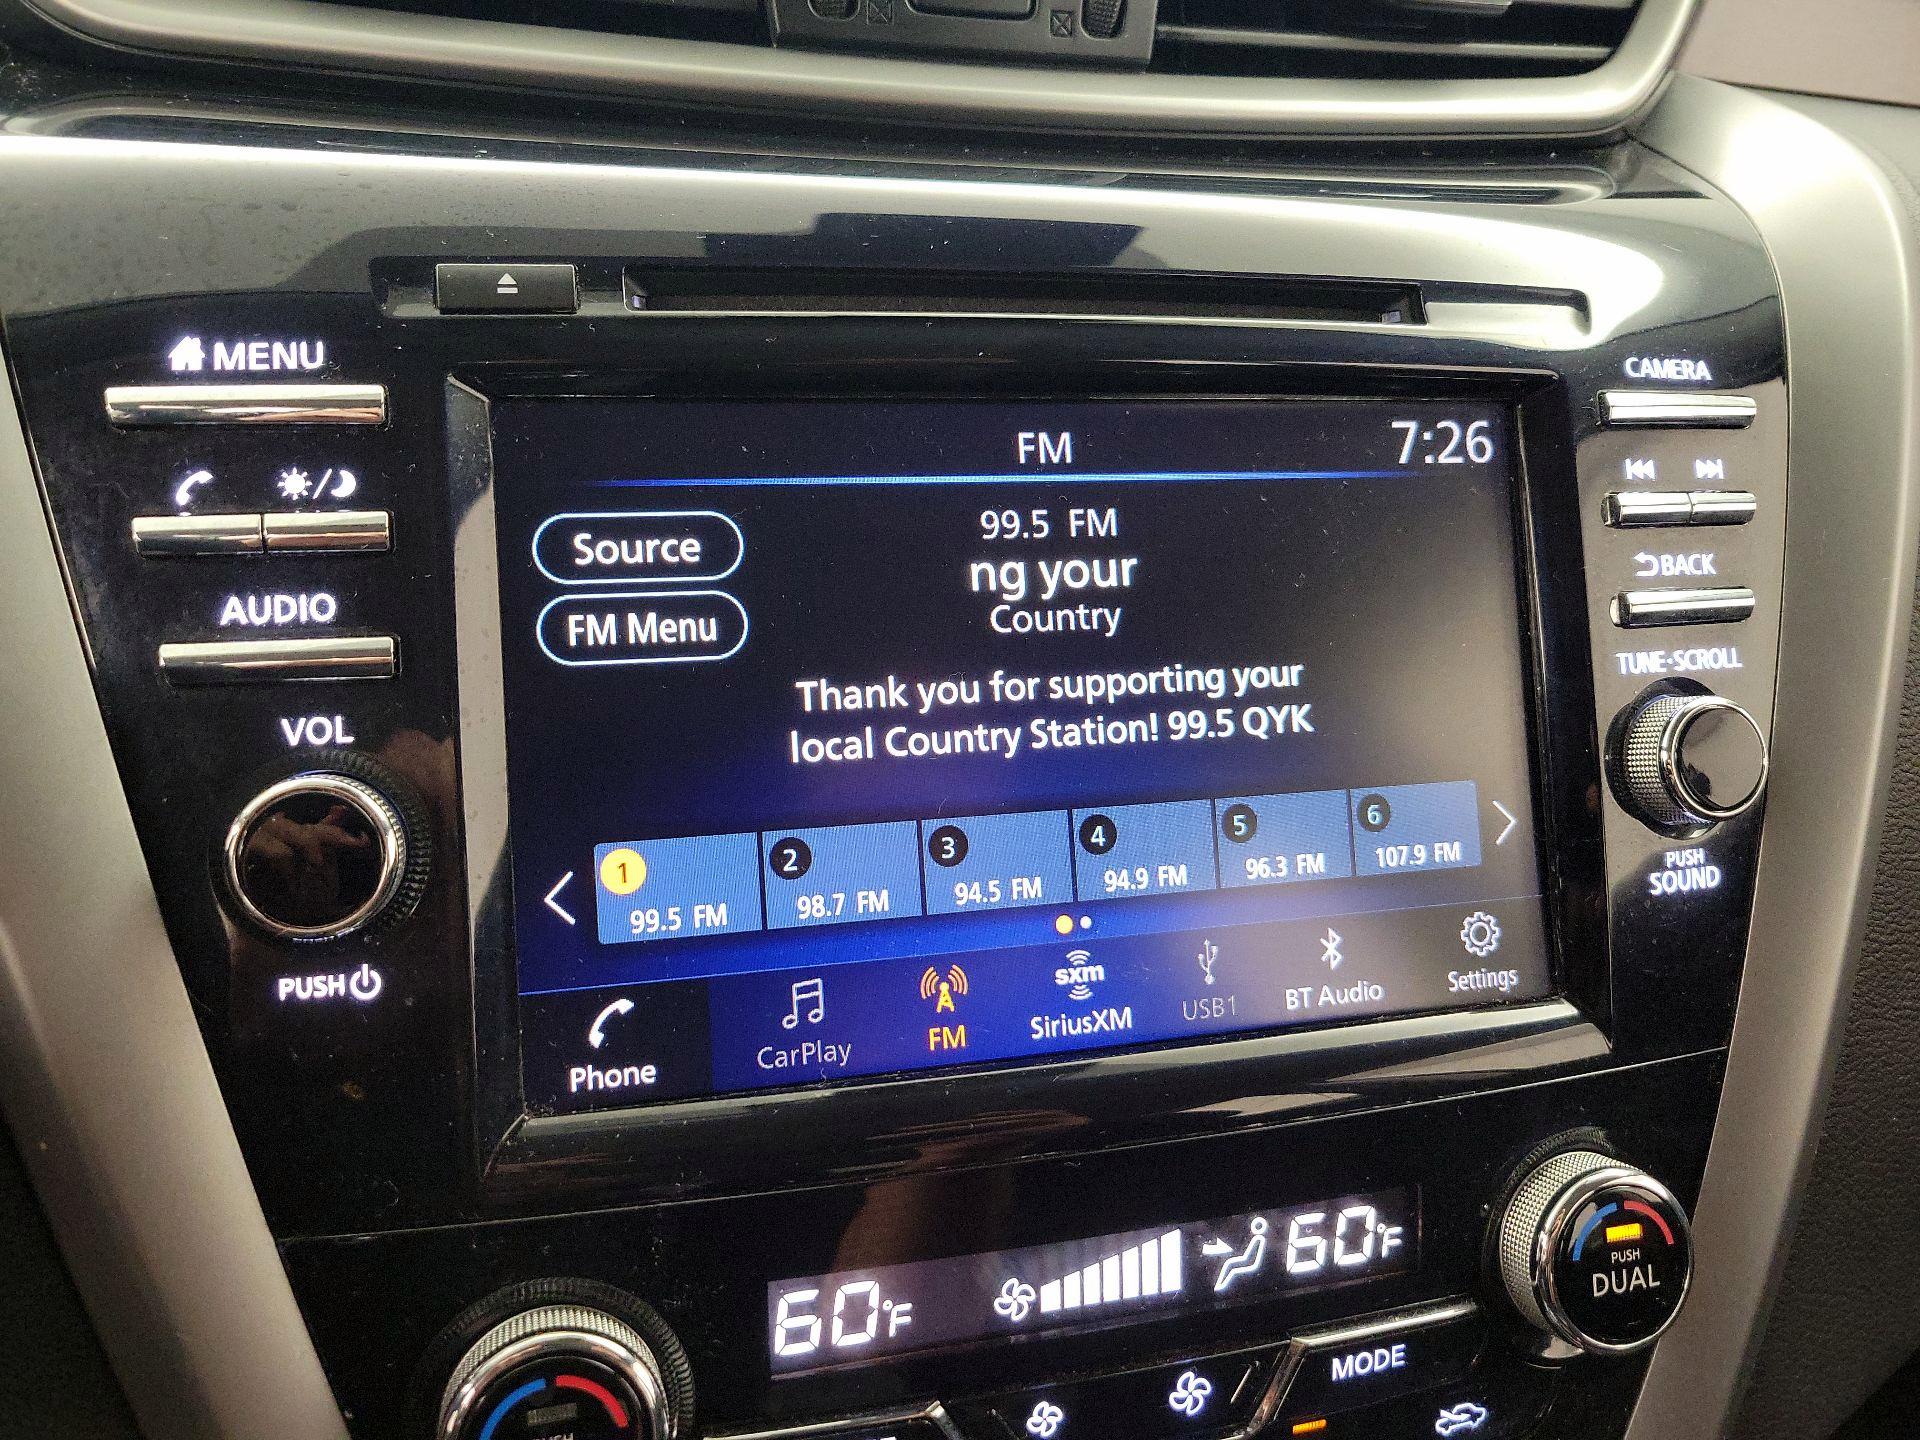 MENU
AUDIO
VOL
PUSH
FM
7:26
Source
FM Menu
99.5 FM
ng your
Country
Thank you for supporting your
local Country Station! 99.5 QYK
1
99.5 FM
2
98.7 FM
3
94.5 FM
4
94.9 FM
5
96.3 FM
6
107.9 FM
Phone
CarPlay
FM
sxm
SiriusXM
USB1
BT Audio
Settings
CAMERA
BACK
TUNE·SCROLL
PUSH
SOUND
60°F
60°F
PUSH
DUAL
MODE
PUSH